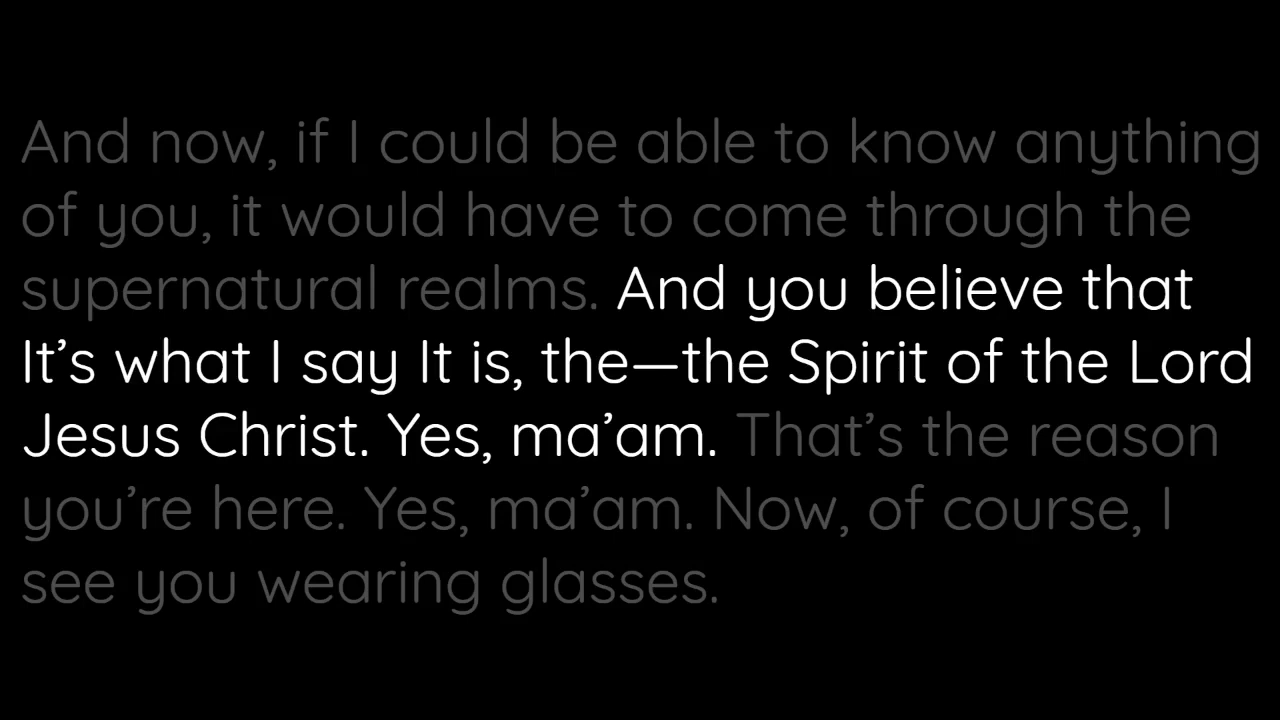 And now, if I could be able to know anything
of you, it would have to come through the
supernatural realms. And you believe that
It’s what I say It is, the—the Spirit of the Lord
Jesus Christ. Yes, ma’am. That’s the reason
you’re here. Yes, ma’am. Now, of course, I
see you wearing glasses.